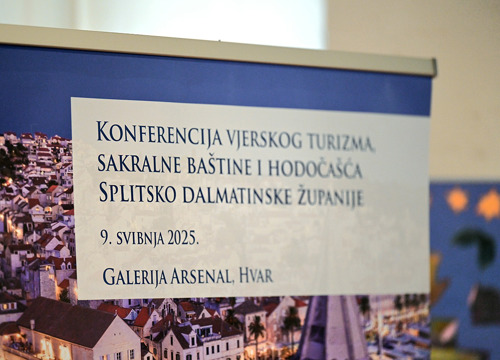 KONFERENCIJA VJERSKOG TURIZMA,
SAKRALNE BAŠTINE I HODOČAŠĆA
SPLITSKO DALMATINSKE ŽUPANIJE
9. SVIBNJA 2025.
GALERIJA ARSENAL, HVAR